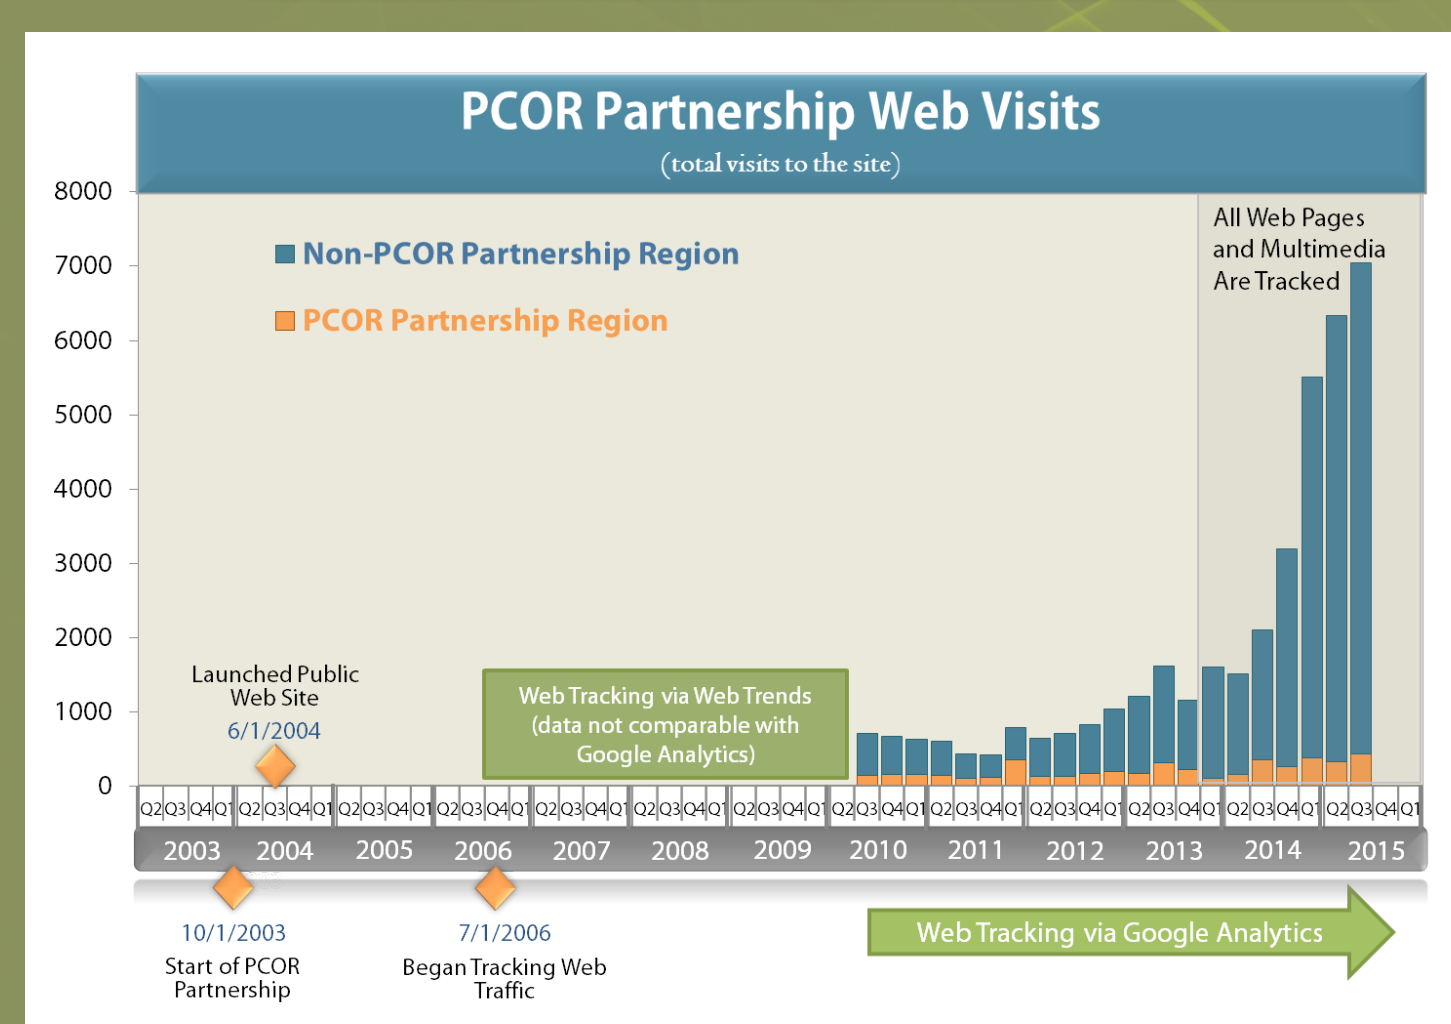 PCOR Partnership Web Visits
(total visits to the site)
8000
7000
6000
5000
4000
3000
2000
1000
0
Non-PCOR Partnership Region
PCOR Partnership Region
All Web Pages
and Multimedia
Are Tracked
Launched Public
Web Site
6/1/2004
Web Tracking via Web Trends
(data not comparable with
Google Analytics)
Q2 Q3 Q4 Q1 Q2 Q3 Q4 Q1 Q2 Q3 Q4 Q1 Q2 Q3 Q4 Q1 Q2 Q3 Q4 Q1 Q2 Q3 Q4 Q1 Q2 Q3 Q4 Q1 Q2 Q3 Q4 Q1 Q2 Q3 Q4 Q1 Q2 Q3 Q4 Q1 Q2 Q3 Q4 Q1 Q2 Q3 Q4 Q1 Q2 Q3 Q4 Q1
2003 2004 2005 2006 2007 2008 2009 2010 2011 2012 2013 2014 2015
10/1/2003
Start of PCOR
Partnership
7/1/2006
Began Tracking Web
Traffic
Web Tracking via Google Analytics